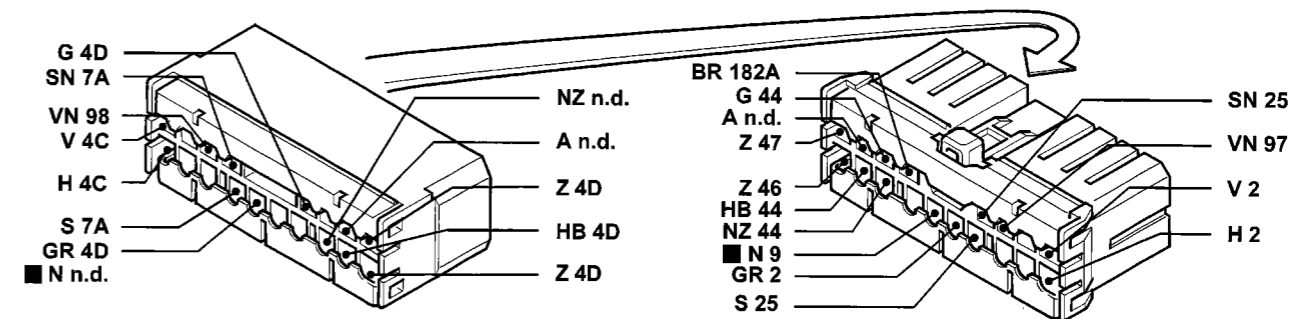 G 4D
SN 7A
VN 98
V 4C
H 4C
S 7A
GR 4D
N n.d.
NZ n.d.
A n.d.
Z 4D
HB 4D
Z 4D
BR 182A
G 44
A n.d.
Z 47
Z 46
HB 44
NZ 44
N 9
GR 2
S 25
SN 25
VN 97
V 2
H 2